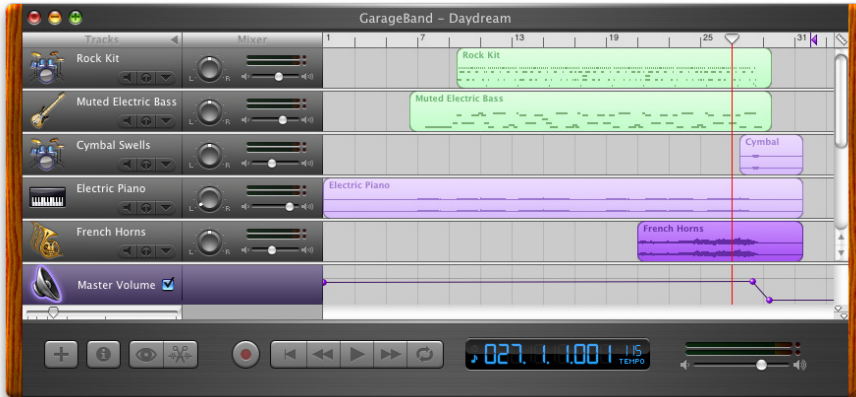 GarageBand – Daydream
Tracks
Mixer
1 7 13 19 25 31
Rock Kit
L R
Rock Kit
Muted Electric Bass
L R
Muted Electric Bass
Cymbal Swells
L R
Cymbal
Electric Piano
L R
Electric Piano
French Horns
L R
French Horns
Master Volume
027. 1. 1.001 115
TEMPO